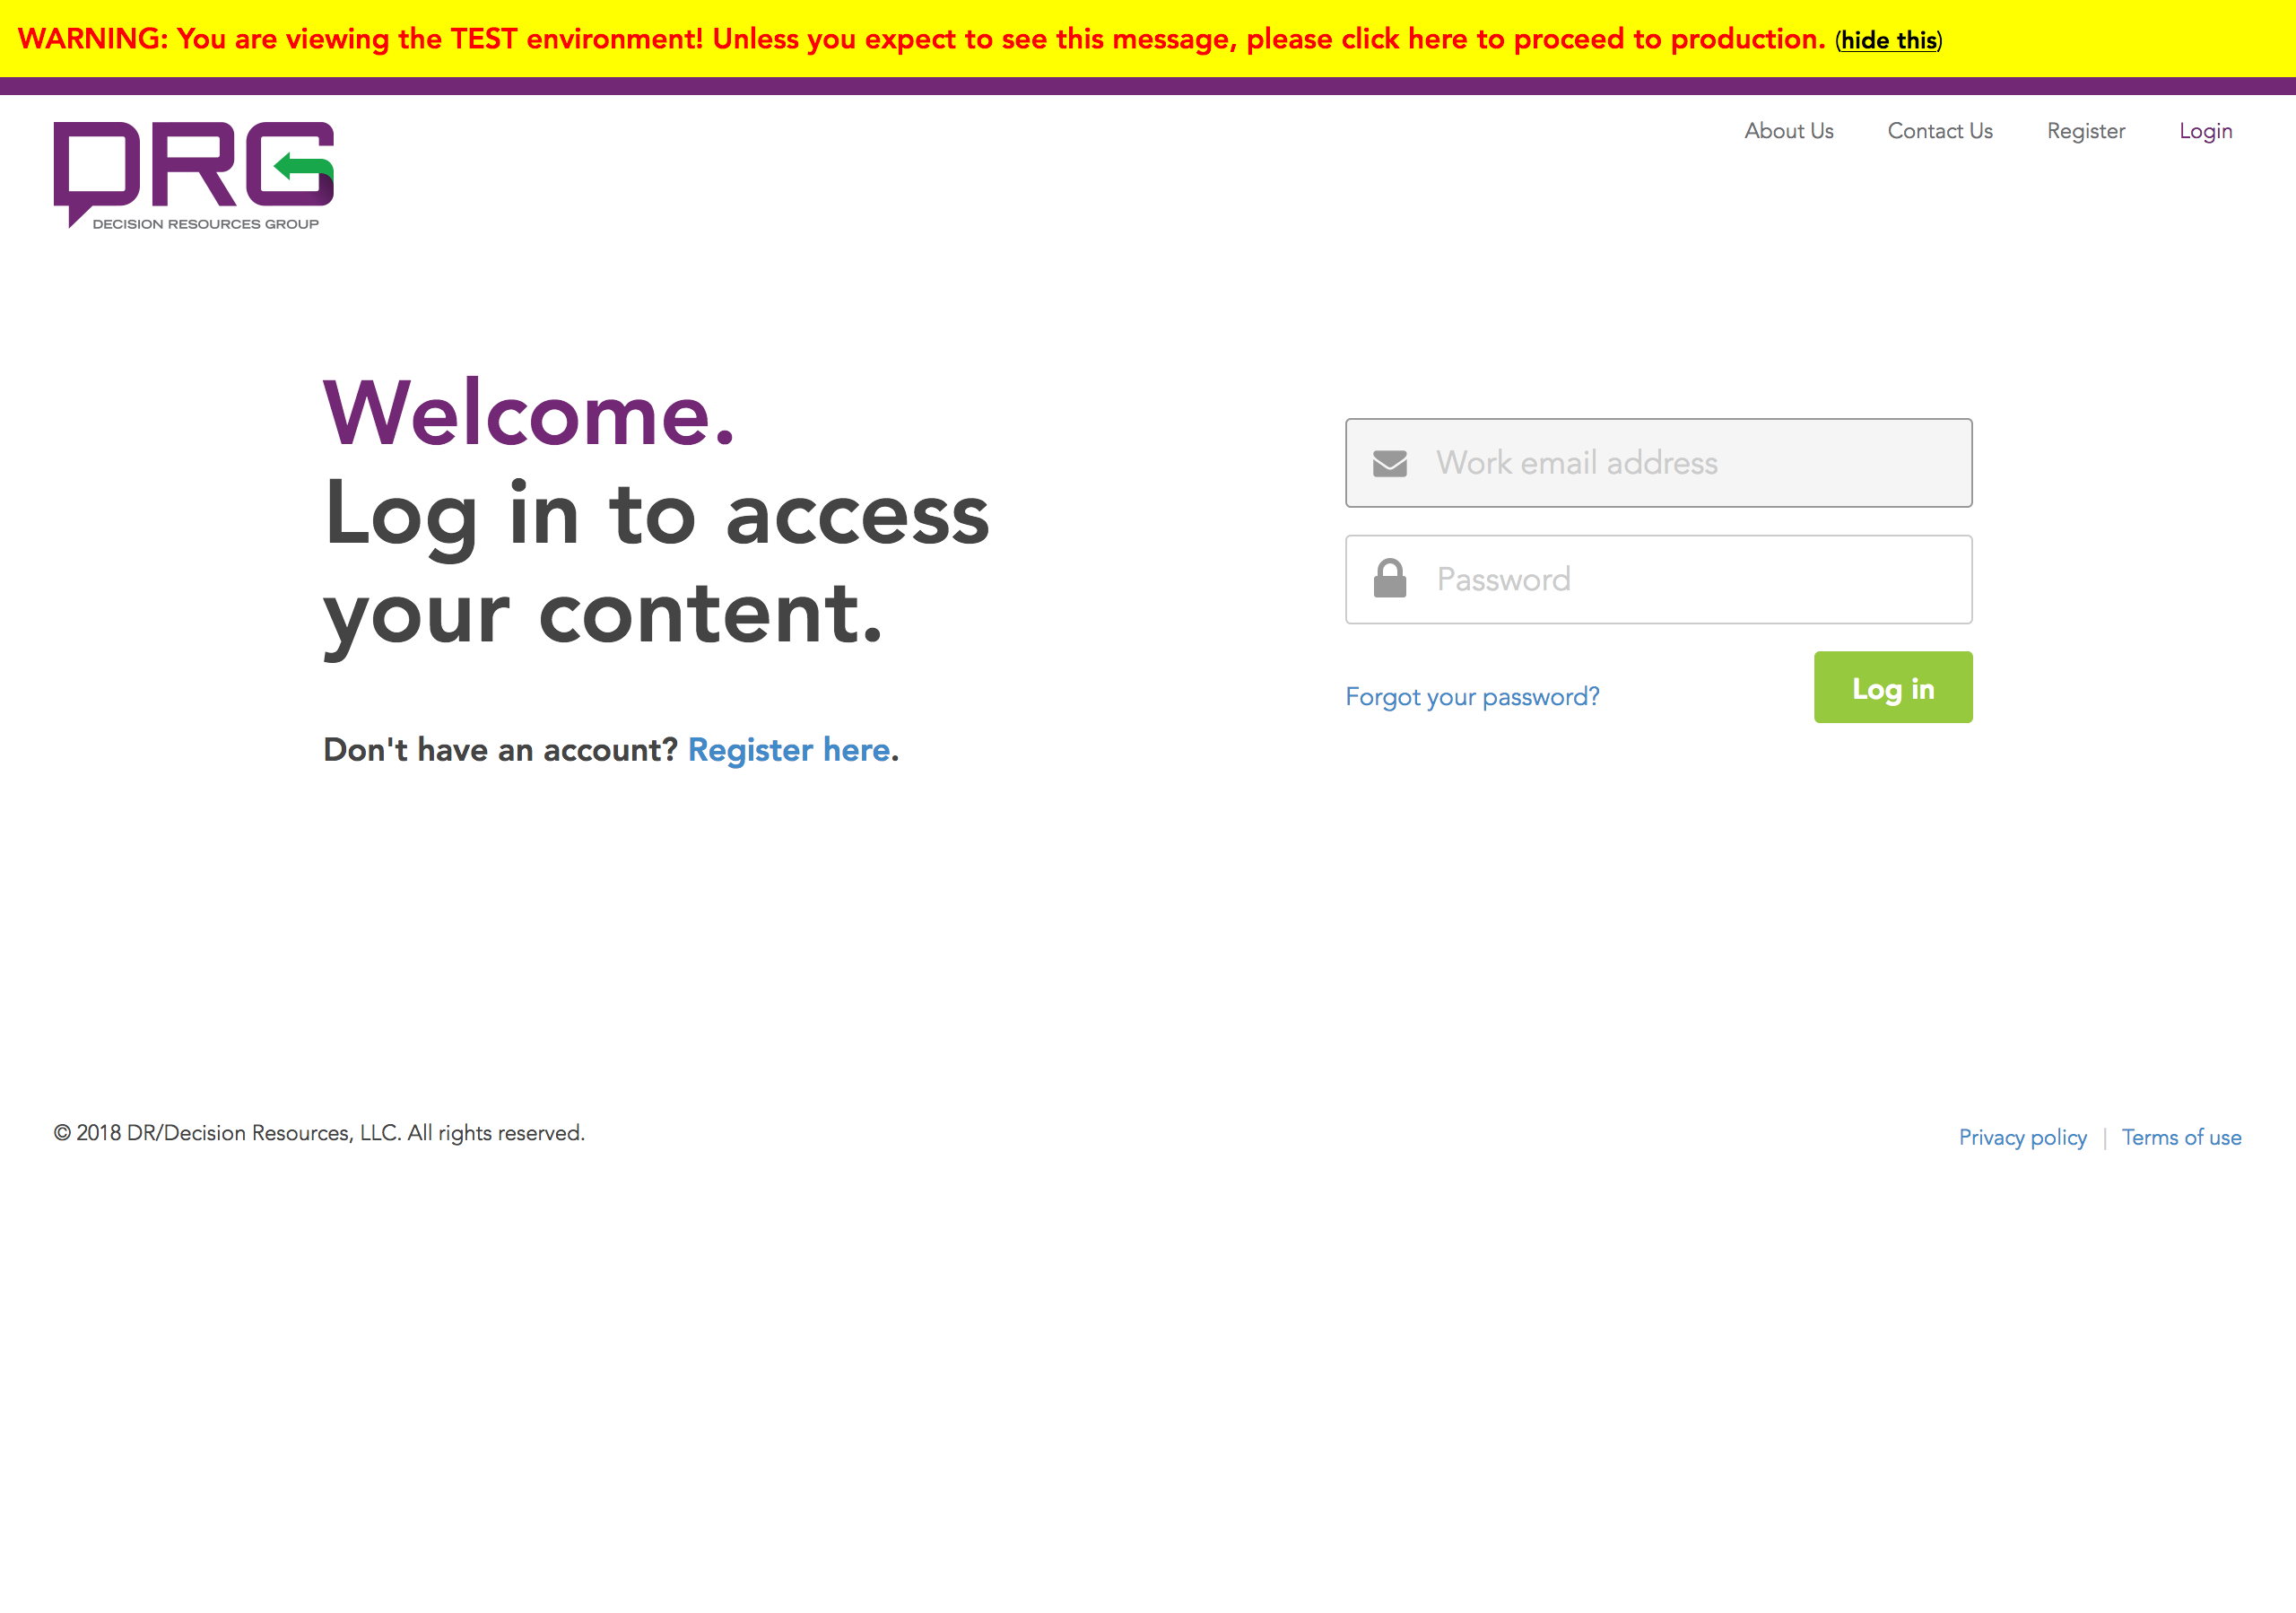 WARNING: You are viewing the TEST environment! Unless you expect to see this message, please click here to proceed to production. (hide this)
DRG
DECISION RESOURCES GROUP
About Us Contact Us Register Login
Welcome.
Log in to access
your content.
Don't have an account? Register here.
Work email address
Password
Forgot your password?
Log in
© 2018 DR/Decision Resources, LLC. All rights reserved.
Privacy policy | Terms of use